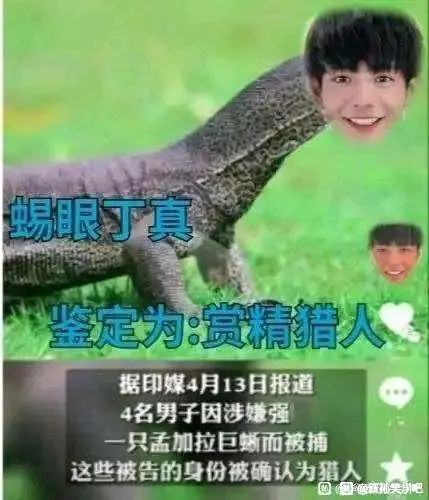 蜴眼丁真
鉴定为:赏精猎人
据印媒4月13日报道
4名男子因涉嫌强
一只孟加拉巨蜥而被捕
这些被告的身份被确认为猎人